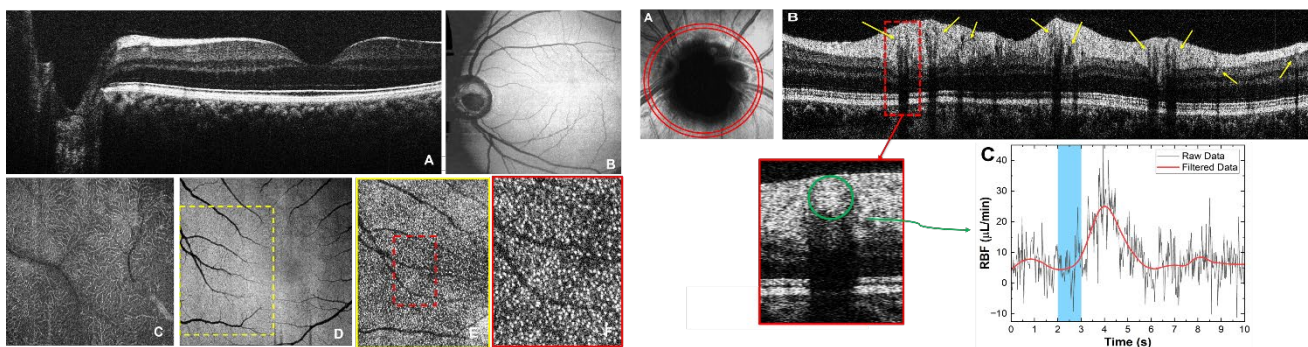 A
B
C
D
E
F
A
B
C
Raw Data
Filtered Data
RBF (μL/min)
40
30
20
10
0
-10
0 1 2 3 4 5 6 7 8 9 10
Time (s)